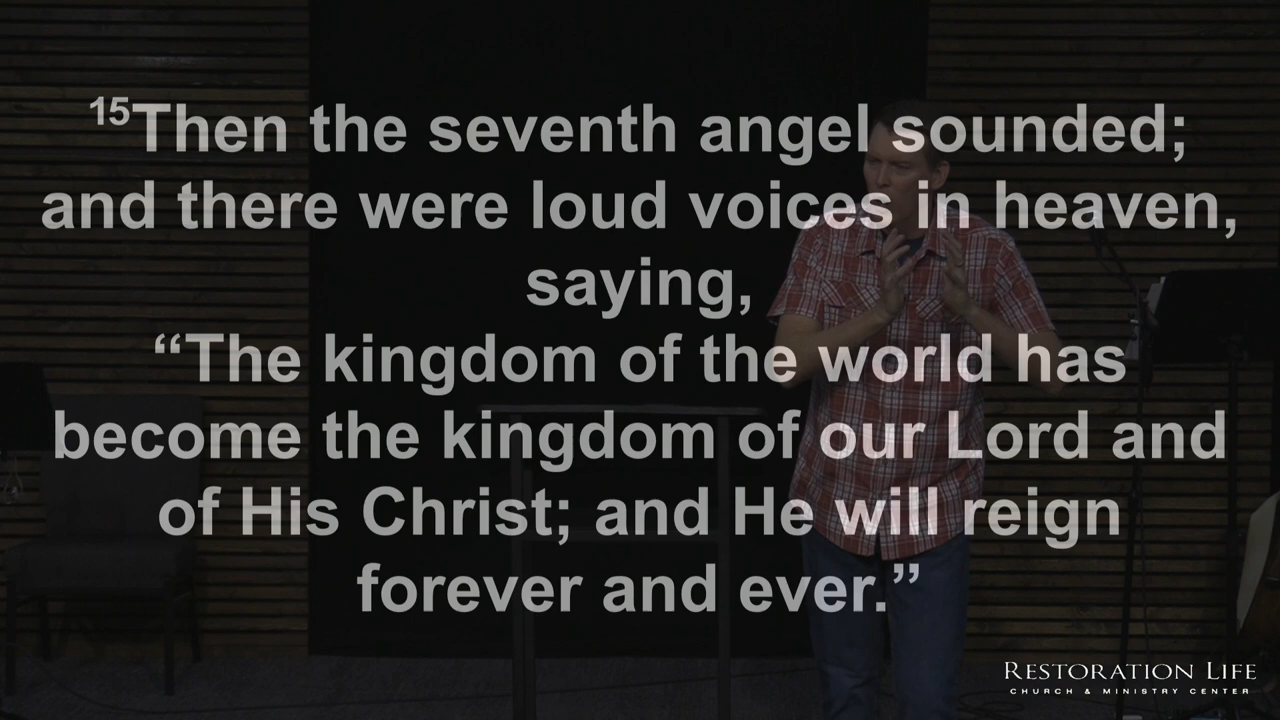 15Then the seventh angel sounded;
and there were loud voices in heaven,
saying,
“The kingdom of the world has
become the kingdom of our Lord and
of His Christ; and He will reign
forever and ever.”
RESTORATION LIFE
CHURCH & MINISTRY CENTER